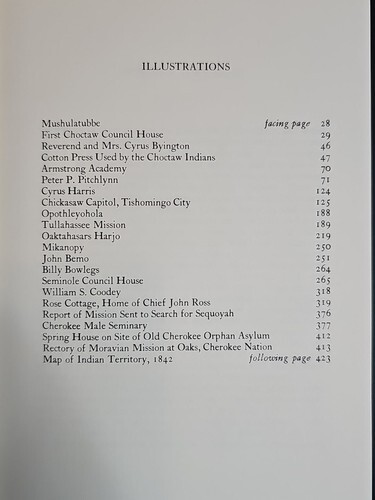 ILLUSTRATIONS
Mushulatubbe facing page 28
First Choctaw Council House 29
Reverend and Mrs. Cyrus Byington 46
Cotton Press Used by the Choctaw Indians 47
Armstrong Academy 70
Peter P. Pitchlynn 71
Cyrus Harris 124
Chickasaw Capitol, Tishomingo City 125
Opothleyohola 188
Tullahassee Mission 189
Oaktahasars Harjo 219
Mikanopy 250
John Bemo 251
Billy Bowlegs 264
Seminole Council House 265
William S. Coodey 318
Rose Cottage, Home of Chief John Ross 319
Report of Mission Sent to Search for Sequoyah 376
Cherokee Male Seminary 377
Spring House on Site of Old Cherokee Orphan Asylum 412
Rectory of Moravian Mission at Oaks, Cherokee Nation 413
Map of Indian Territory, 1842 following page 423